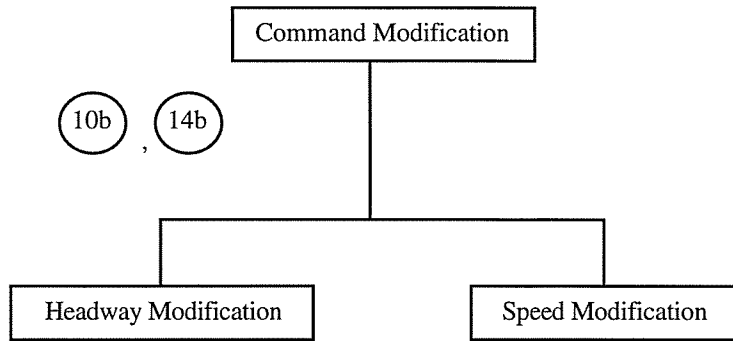 Command Modification
10b , 14b
Headway Modification
Speed Modification